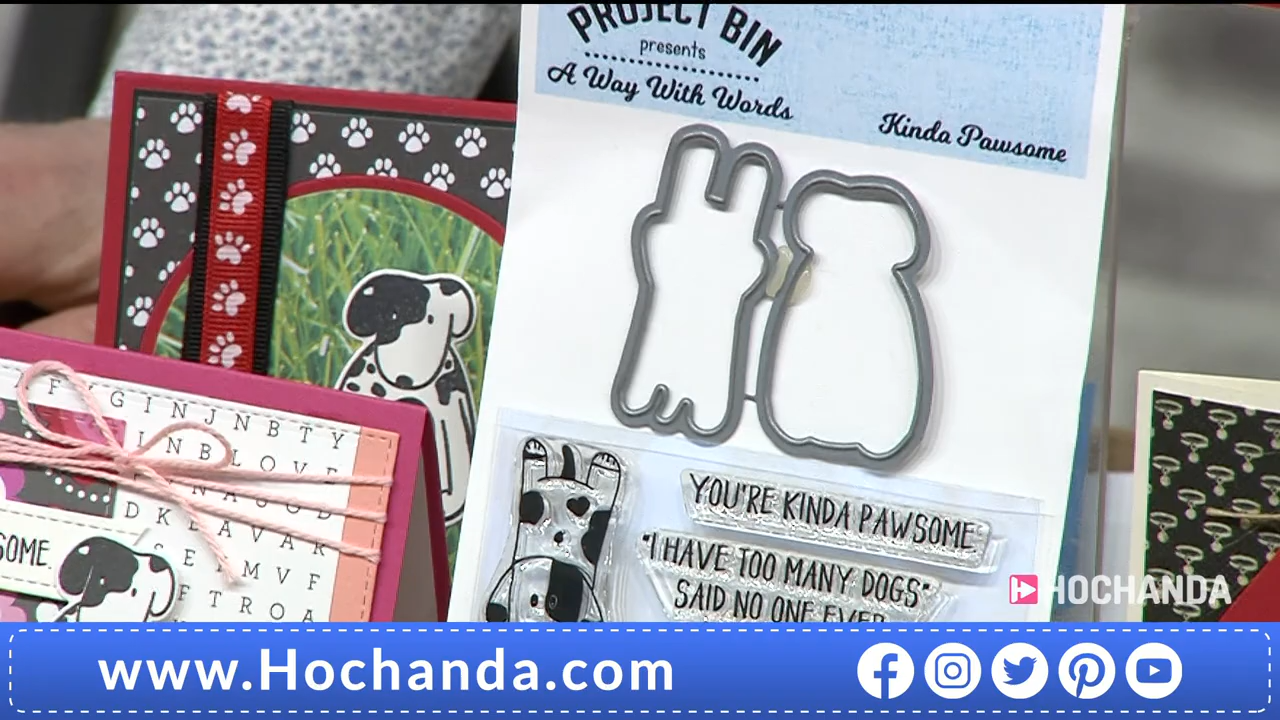 PROJECT BIN
presents
A Way With Words
Kinda Pawsome
YOU'RE KINDA PAWSOME.
"I HAVE TOO MANY DOGS"
SAID NO ONE EVER
G I N J N B T Y
I N B L O V E
D K L A V A K
M V F
F T R O A
SOME.
HOCHANDA
www.Hochanda.com